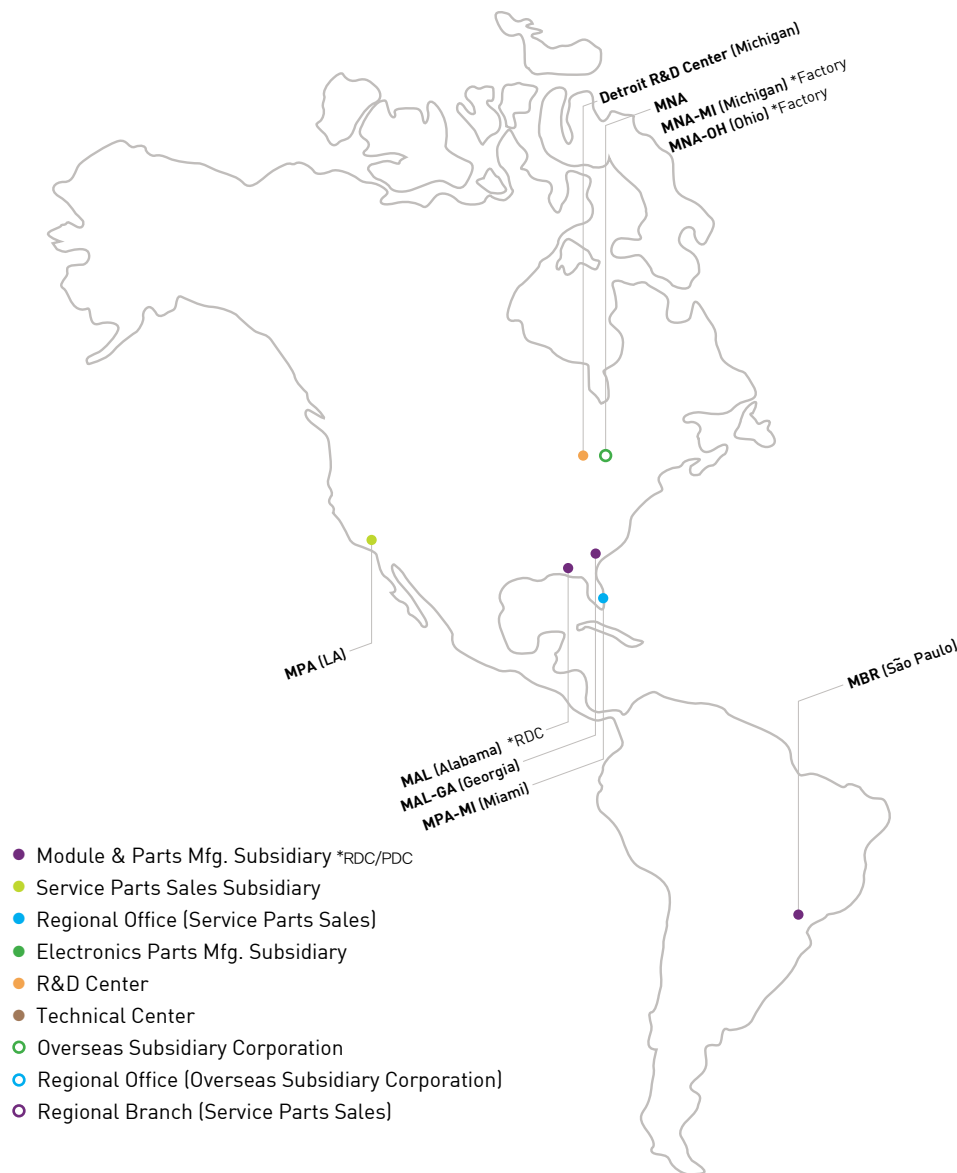 Detroit R&D Center (Michigan)
MNA
MNA-MI (Michigan) *Factory
MNA-OH (Ohio) *Factory
MPA (LA)
MBR (São Paulo)
MAL (Alabama) *RDC
MAL-GA (Georgia)
MPA-MI (Miami)
Module & Parts Mfg. Subsidiary *RDC/PDC
Service Parts Sales Subsidiary
Regional Office (Service Parts Sales)
Electronics Parts Mfg. Subsidiary
R&D Center
Technical Center
Overseas Subsidiary Corporation
Regional Office (Overseas Subsidiary Corporation)
Regional Branch (Service Parts Sales)